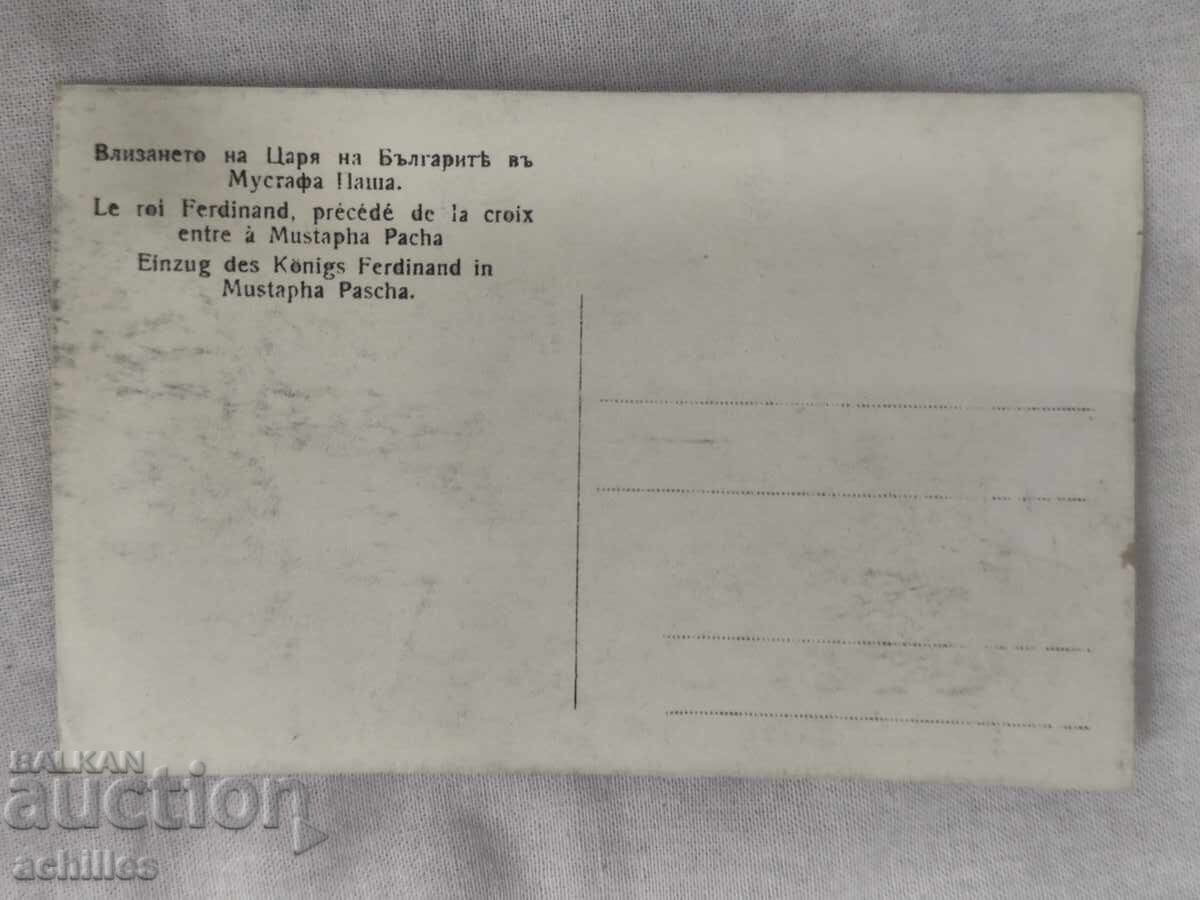 Влизането на Царя на Българитѣ въ
Мустафа Паша.
Le roi Ferdinand, précédé de la croix
entre à Mustapha Pacha
Einzug des Königs Ferdinand in
Mustapha Pascha.
BALKAN
auction
achilles